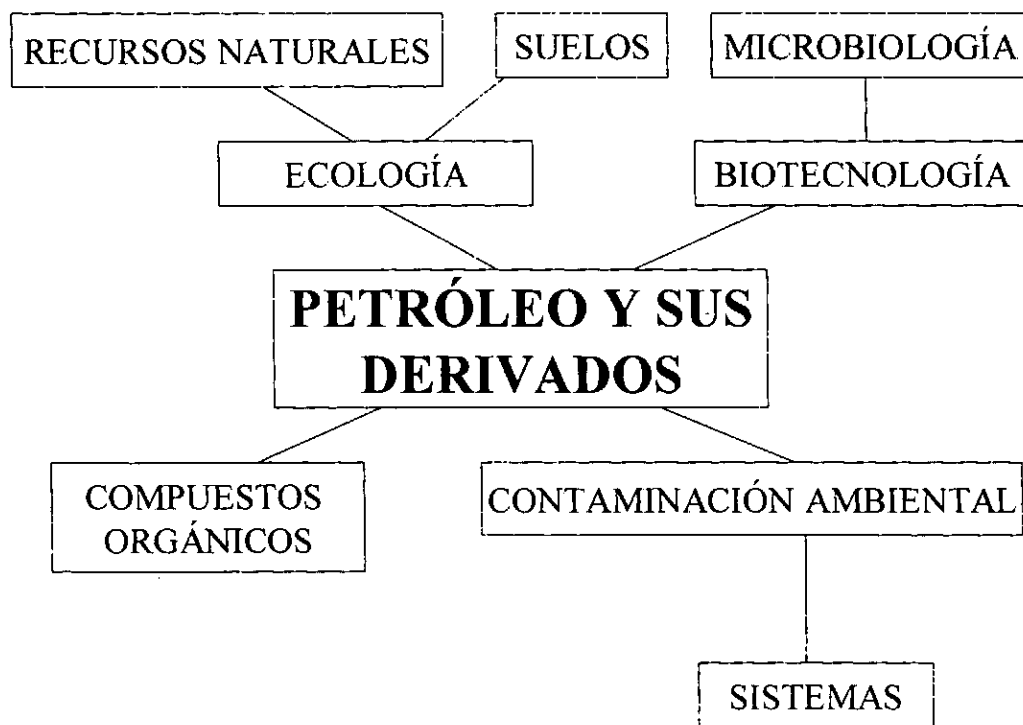 RECURSOS NATURALES
SUELOS
MICROBIOLOGÍA
ECOLOGÍA
BIOTECNOLOGÍA
PETRÓLEO Y SUS
DERIVADOS
COMPUESTOS
ORGÁNICOS
CONTAMINACIÓN AMBIENTAL
SISTEMAS